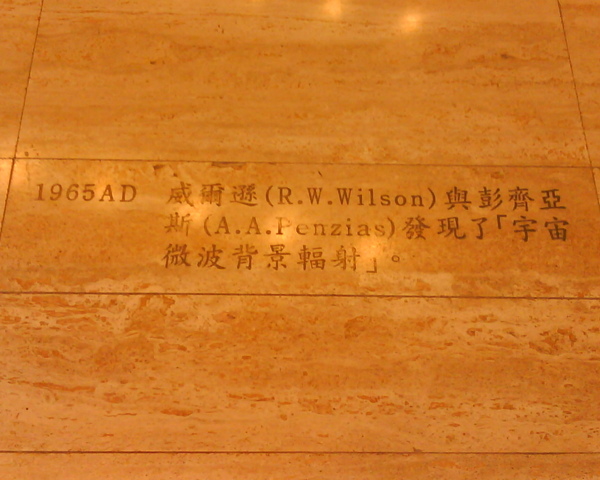 1965AD 威爾遜(R.W.Wilson)與彭齊亞
斯(A.A.Penzias)發現了「宇宙
微波背景輻射」。